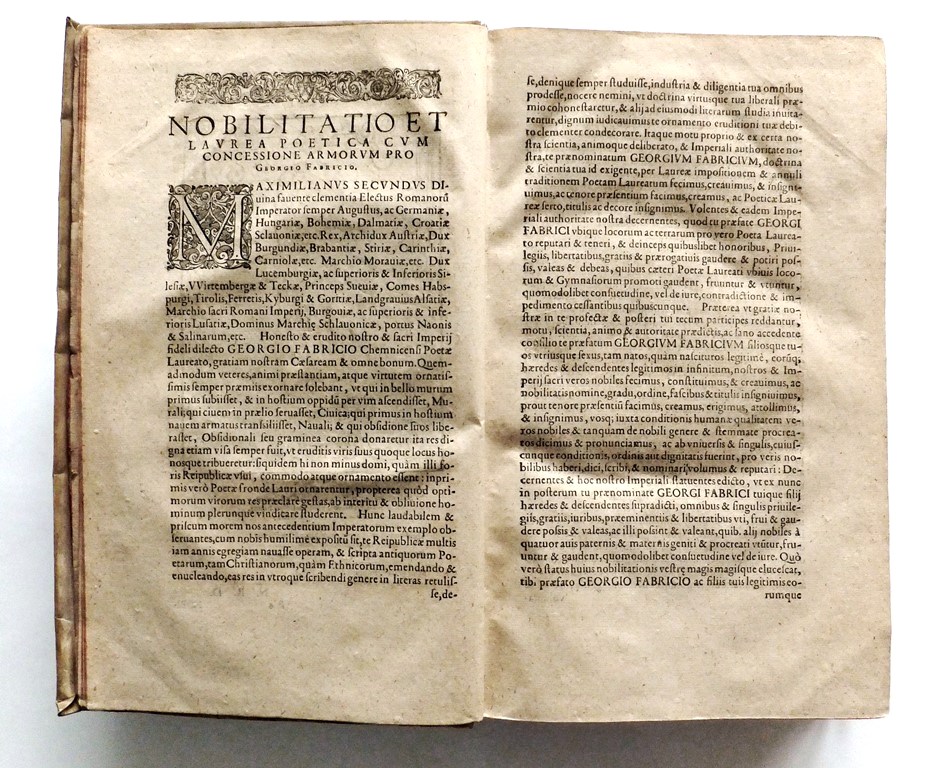 NOBILITATIO ET
LAVREA POETICA CVM
CONCESSIONE ARMORVM PRO
GEORGIO FABRICIO.
MAXIMILIANVS SECVNDVS DI-
uina fauente clementia Electus Romanorũ
Imperator semper Augustus, ac Germaniæ,
Hungariæ, Bohemiæ, Dalmatiæ, Croatiæ
Sclauoniæ, etc. Rex, Archidux Austriæ, Dux
Burgundiæ, Brabantiæ, Stiriæ, Carinthiæ,
Carniolæ, etc. Marchio Morauiæ, etc. Dux
Lucemburgiæ, ac superioris & Inferioris Si-
lesiæ, VVirtembergæ & Teckæ, Princeps Sueuiæ, Comes Habs-
purgi, Tirolis, Ferretis, Kyburgi & Goritiæ, Landgrauius Alsatiæ,
Marchio sacri Romani Imperij, Burgouiæ, ac superioris & infe-
rioris Lusatiæ, Dominus Marchię Schlauonicæ, portus Naonis
& Salinarum, etc. Honesto & erudito nostro & sacri Imperij
fideli dilecto GEORGIO FABRICIO Chemnicensi Poetæ
Laureato, gratiam nostram Cæsaream & omne bonum. Quem-
admodum veteres, animi præstantiam, atque virtutem ornatis-
simis semper præmijs exornare solebant, vt qui in bello murum
primus subijsset, & in hostium oppidũ per vim ascendisset, Mu-
rali; qui ciuem in prælio seruasset, Ciuica; qui primus in hostium
nauem armatus transsilijsset, Nauali; & qui obsidione suos libe-
rasset, Obsidionali seu graminea corona donaretur ita res di-
gna etiam visa semper fuit, vt eruditis viris suus quoque locus ho-
nosque tribueretur: siquidem hi non minus domi, quàm illi fo-
ris Reipublicæ vsui, commodo atque ornamento essent: inpri-
mis verò Poetæ fronde Lauri ornarentur, propterea quòd opti-
morum virorum res præclarè gestas, ab interitu & obliuione ho-
minum plerunque vindicare studerent. Hunc laudabilem &
priscum morem nos antecedentium Imperatorum exemplo ob-
seruantes, cum nobis humilimè expositũ sit, te Reipublicæ multis
iam annis egregiam nauasse operam, & scripta antiquorum Poe-
tarum, tam Christianorum, quàm Ethnicorum, emendando &
enucleando, eas res in vtroque scribendi genere in literas retulis-
se, de-
se, denique semper studuisse, industria & diligentia tua omnibus
prodesse, nocere nemini, vt doctrina virtusque tua liberali præ-
mio cohonestaretur, & alij ad eiusmodi literarum studia inuita-
rentur, dignum iudicauimus te ornamento eruditioni tuæ debi-
to clementer condecorare. Itaque motu proprio & ex certa no-
stra scientia, animoque deliberato, & Imperiali authoritate no-
stra, te prænominatum GEORGIVM FABRICIVM, doctrina
& scientia tua id exigente, per Laureæ impositionem & annuli
traditionem Poetam Laureatum fecimus, creauimus, & insigni-
uimus, ac tenore præsentium facimus, creamus, ac Poeticæ Lau-
reæ serto, titulis ac decore insignimus. Volentes & eadem Imperi-
ali authoritate nostra decernentes, quod tu præfate GEORGI
FABRICI vbique locorum ac terrarum pro vero Poeta Laurea-
to reputari & teneri, & deinceps quibuslibet honoribus, Priui-
legijs, libertatibus, gratijs & prærogatiuis gaudere & potiri pos-
sis, valeas & debeas, quibus cæteri Poetæ Laureati vbiuis loco-
rum & Gymnasiorum promoti gaudent, fruuntur & vtuntur,
quomodolibet consuetudine, vel de iure, contradictione & im-
pedimento cessantibus quibuscunque. Præterea vt gratiæ no-
stræ in te profectæ & posteri tui tecum participes reddantur,
motu, scientia, animo & autoritate prædictis, ac sano accedente
consilio te præfatum GEORGIVM FABRICIVM filiosque tu-
os vtriusque sexus, tam natos, quàm nascituros legitimè, eorũq;
hæredes & descendentes legitimos in infinitum, nostros & Im-
perij sacri veros nobiles fecimus, constituimus, & creauimus, ac
nobilitatis nomine, gradu, ordine, fascibus & titulis insigniuimus,
prout tenore præsentiũ facimus, creamus, erigimus, attollimus,
& insignimus, vosq; iuxta conditionis humanæ qualitatem ve-
xos nobiles & tanquam de nobili genere & stemmate procrea-
tos dicimus & pronunciamus, ac ab vniuersis & singulis, cuius-
cunque conditionis, ordinis aut dignitatis fuerint, pro veris no-
bilibus haberi, dici, scribi, & nominari volumus & reputari: De-
cernentes & hoc nostro Imperiali statuentes edicto, vt ex nunc
in posterum tu prænominate GEORGI FABRICI tuique filij
hæredes & descendentes supradicti, omnibus & singulis priuile-
gijs, gratijs, iuribus, præeminentijs & libertatibus vti, frui & gau-
dere possis & valeas, ac illi possint & valeant, quib. alij nobiles à
quatuor auis paternis & maternis geniti & procreati vtũtur, fru-
untur & gaudent, quomodolibet consuetudine vel de iure. Quò
verò status huius nobilitationis vestrę magis magisque elucescat,
tibi præfato GEORGIO FABRICIO ac filijs tuis legitimis eo-
rumque